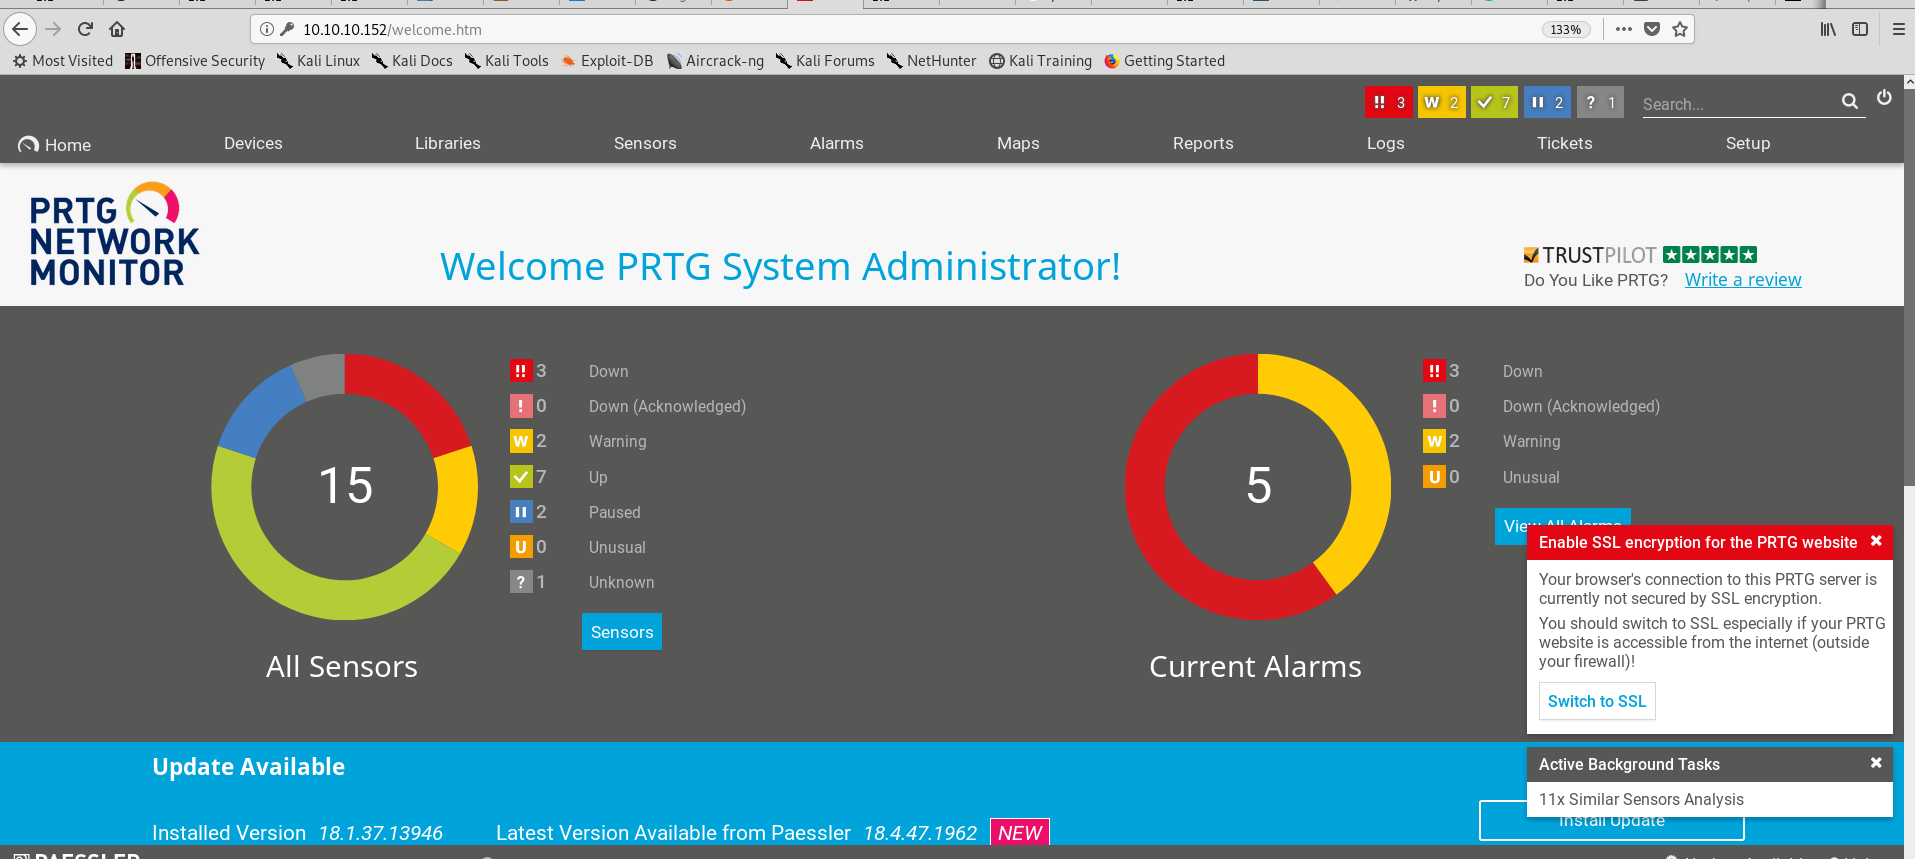 10.10.10.152/welcome.htm
133%
Most Visited Offensive Security Kali Linux Kali Docs Kali Tools Exploit-DB Aircrack-ng Kali Forums NetHunter Kali Training Getting Started
!! 3 W 2 7 2 ? 1 Search...
Home Devices Libraries Sensors Alarms Maps Reports Logs Tickets Setup
PRTG
NETWORK
MONITOR
Welcome PRTG System Administrator!
TRUSTPILOT
Do You Like PRTG? Write a review
15
!! 3 Down
! 0 Down (Acknowledged)
W 2 Warning
7 Up
2 Paused
U 0 Unusual
? 1 Unknown
Sensors
All Sensors
5
!! 3 Down
! 0 Down (Acknowledged)
W 2 Warning
U 0 Unusual
View All Alarms
Current Alarms
Enable SSL encryption for the PRTG website
Your browser's connection to this PRTG server is
currently not secured by SSL encryption.
You should switch to SSL especially if your PRTG
website is accessible from the internet (outside
your firewall)!
Switch to SSL
Active Background Tasks
11x Similar Sensors Analysis
Update Available
Installed Version 18.1.37.13946 Latest Version Available from Paessler 18.4.47.1962 NEW
Install Update
PAESSLER